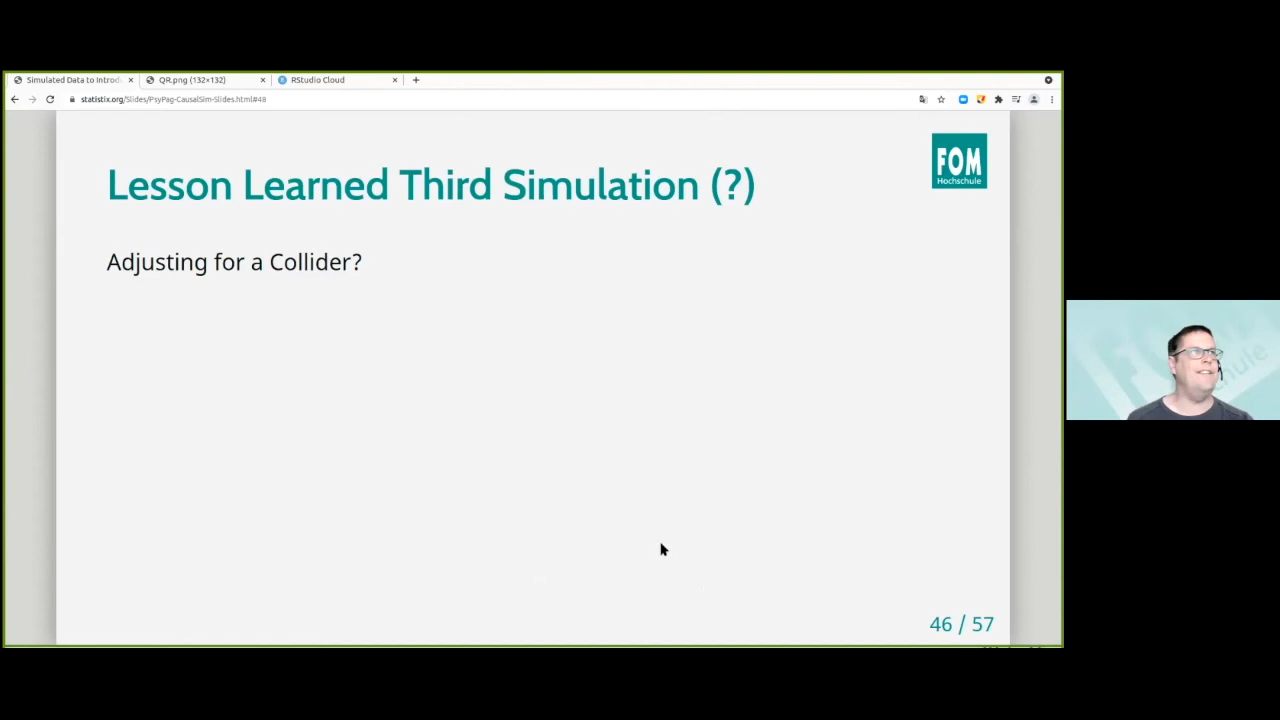 Simulated Data to Introdu
QR.png (132×132)
RStudio Cloud
statistix.org/Slides/PsyPag-CausalSim-Slides.html#48
FOM
Hochschule
Lesson Learned Third Simulation (?)
Adjusting for a Collider?
46 / 57